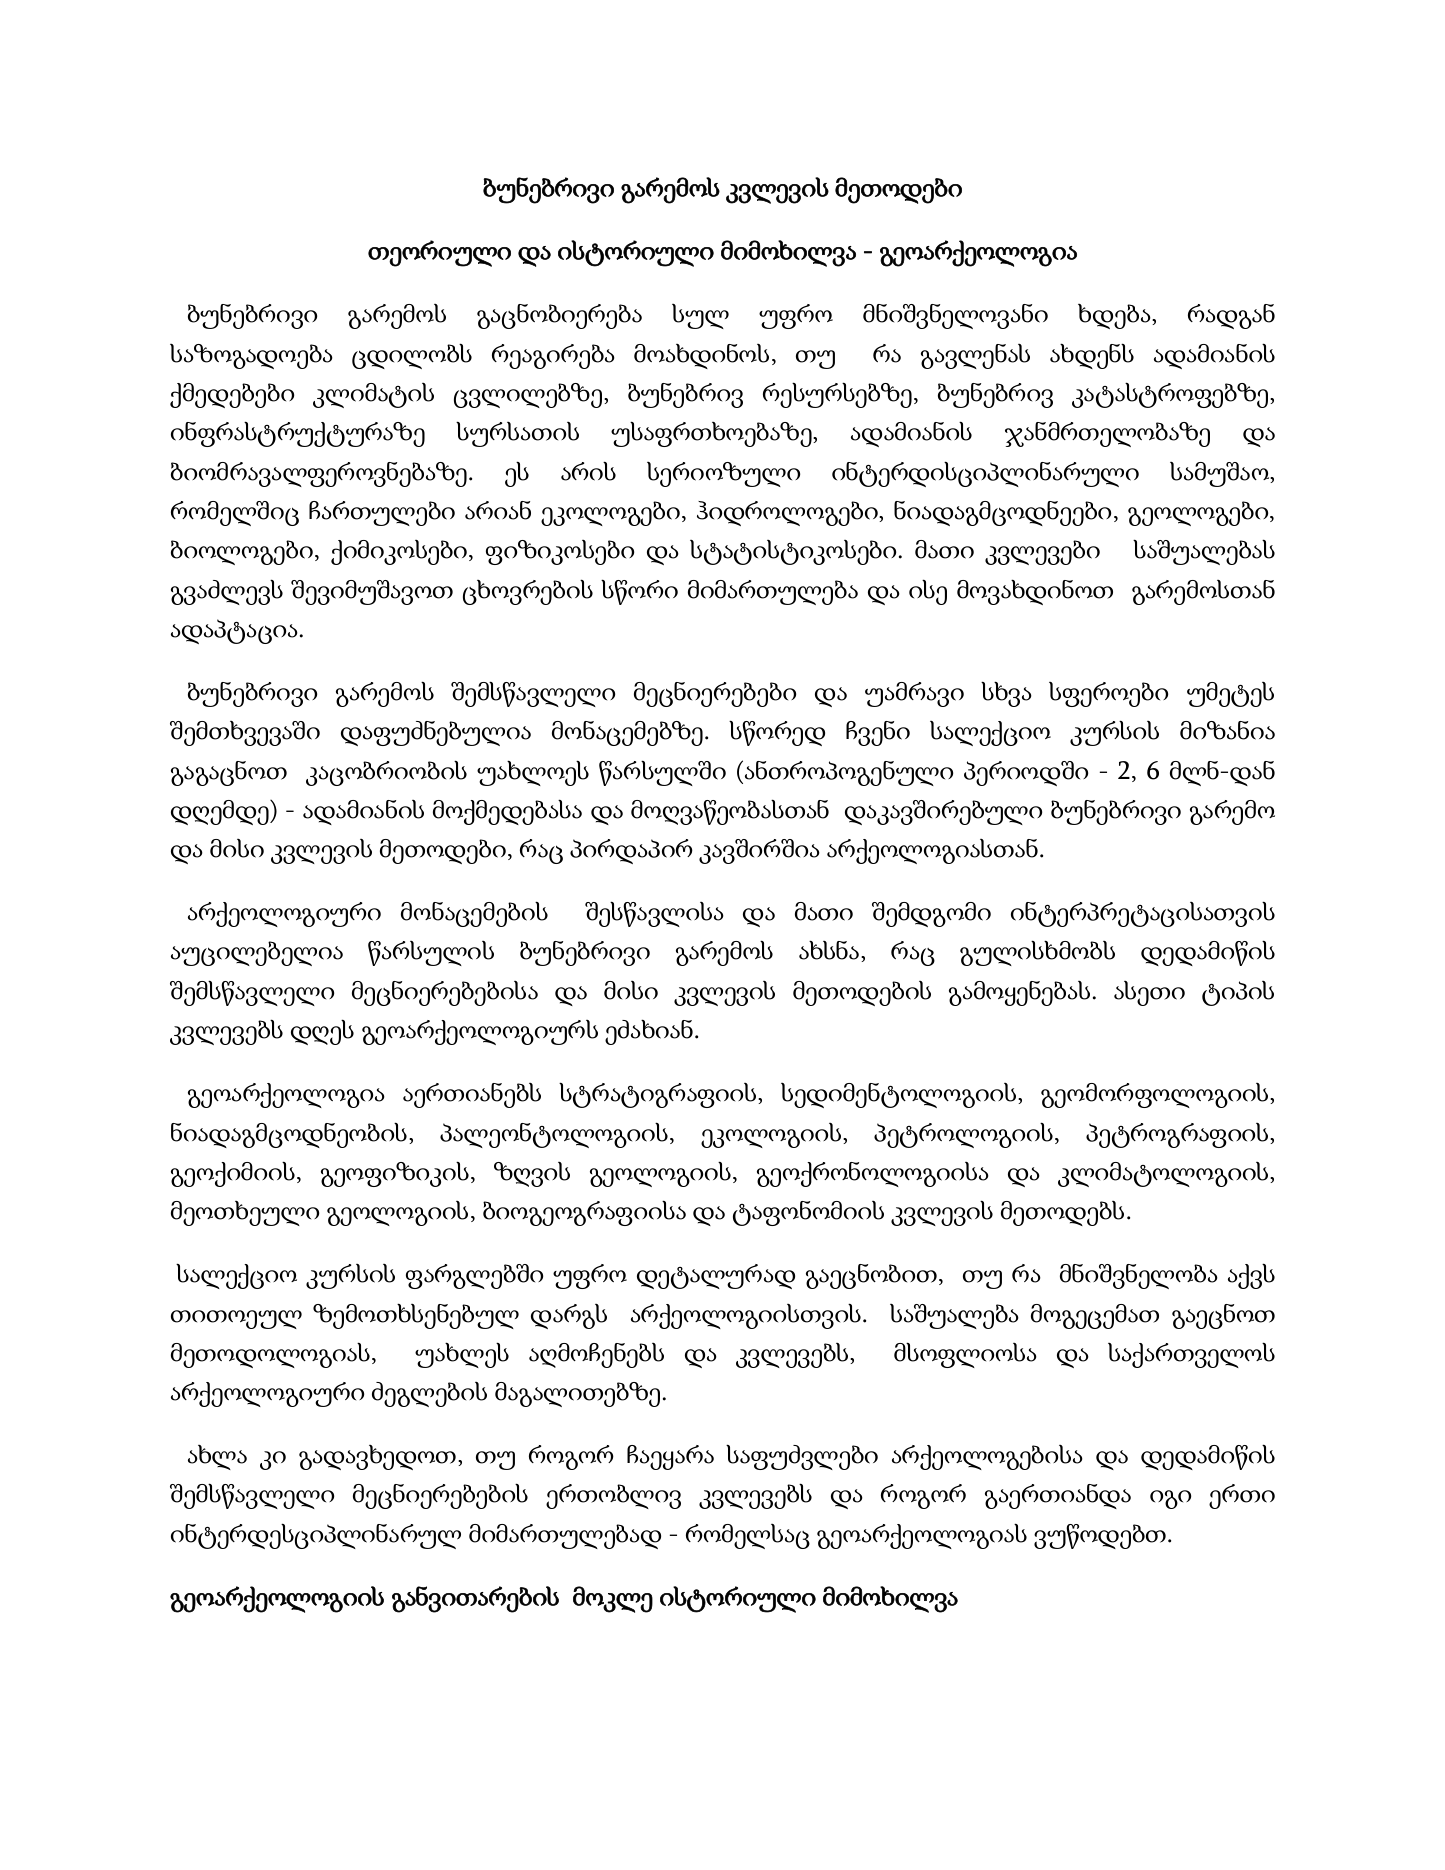 ბუნებრივი გარემოს კვლევის მეთოდები
თეორიული და ისტორიული მიმოხილვა - გეოარქეოლოგია
ბუნებრივი გარემოს გაცნობიერება სულ უფრო მნიშვნელოვანი ხდება, რადგან
საზოგადოება ცდილობს რეაგირება მოახდინოს, თუ რა გავლენას ახდენს ადამიანის
ქმედებები კლიმატის ცვლილებზე, ბუნებრივ რესურსებზე, ბუნებრივ კატასტროფებზე,
ინფრასტრუქტურაზე სურსათის უსაფრთხოებაზე, ადამიანის ჯანმრთელობაზე და
ბიომრავალფეროვნებაზე. ეს არის სერიოზული ინტერდისციპლინარული სამუშაო,
რომელშიც ჩართულები არიან ეკოლოგები, ჰიდროლოგები, ნიადაგმცოდნეები, გეოლოგები,
ბიოლოგები, ქიმიკოსები, ფიზიკოსები და სტატისტიკოსები. მათი კვლევები საშუალებას
გვაძლევს შევიმუშავოთ ცხოვრების სწორი მიმართულება და ისე მოვახდინოთ გარემოსთან
ადაპტაცია.
ბუნებრივი გარემოს შემსწავლელი მეცნიერებები და უამრავი სხვა სფეროები უმეტეს
შემთხვევაში დაფუძნებულია მონაცემებზე. სწორედ ჩვენი სალექციო კურსის მიზანია
გაგაცნოთ კაცობრიობის უახლოეს წარსულში (ანთროპოგენული პერიოდში - 2, 6 მლნ-დან
დღემდე) - ადამიანის მოქმედებასა და მოღვაწეობასთან დაკავშირებული ბუნებრივი გარემო
და მისი კვლევის მეთოდები, რაც პირდაპირ კავშირშია არქეოლოგიასთან.
არქეოლოგიური მონაცემების შესწავლისა და მათი შემდგომი ინტერპრეტაცისათვის
აუცილებელია წარსულის ბუნებრივი გარემოს ახსნა, რაც გულისხმობს დედამიწის
შემსწავლელი მეცნიერებებისა და მისი კვლევის მეთოდების გამოყენებას. ასეთი ტიპის
კვლევებს დღეს გეოარქეოლოგიურს ეძახიან.
გეოარქეოლოგია აერთიანებს სტრატიგრაფიის, სედიმენტოლოგიის, გეომორფოლოგიის,
ნიადაგმცოდნეობის, პალეონტოლოგიის, ეკოლოგიის, პეტროლოგიის, პეტროგრაფიის,
გეოქიმიის, გეოფიზიკის, ზღვის გეოლოგიის, გეოქრონოლოგიისა და კლიმატოლოგიის,
მეოთხეული გეოლოგიის, ბიოგეოგრაფიისა და ტაფონომიის კვლევის მეთოდებს.
სალექციო კურსის ფარგლებში უფრო დეტალურად გაეცნობით, თუ რა მნიშვნელობა აქვს
თითოეულ ზემოთხსენებულ დარგს არქეოლოგიისთვის. საშუალება მოგეცემათ გაეცნოთ
მეთოდოლოგიას, უახლეს აღმოჩენებს და კვლევებს, მსოფლიოსა და საქართველოს
არქეოლოგიური ძეგლების მაგალითებზე.
ახლა კი გადავხედოთ, თუ როგორ ჩაეყარა საფუძვლები არქეოლოგებისა და დედამიწის
შემსწავლელი მეცნიერებების ერთობლივ კვლევებს და როგორ გაერთიანდა იგი ერთი
ინტერდესციპლინარულ მიმართულებად - რომელსაც გეოარქეოლოგიას ვუწოდებთ.
გეოარქეოლოგიის განვითარების მოკლე ისტორიული მიმოხილვა